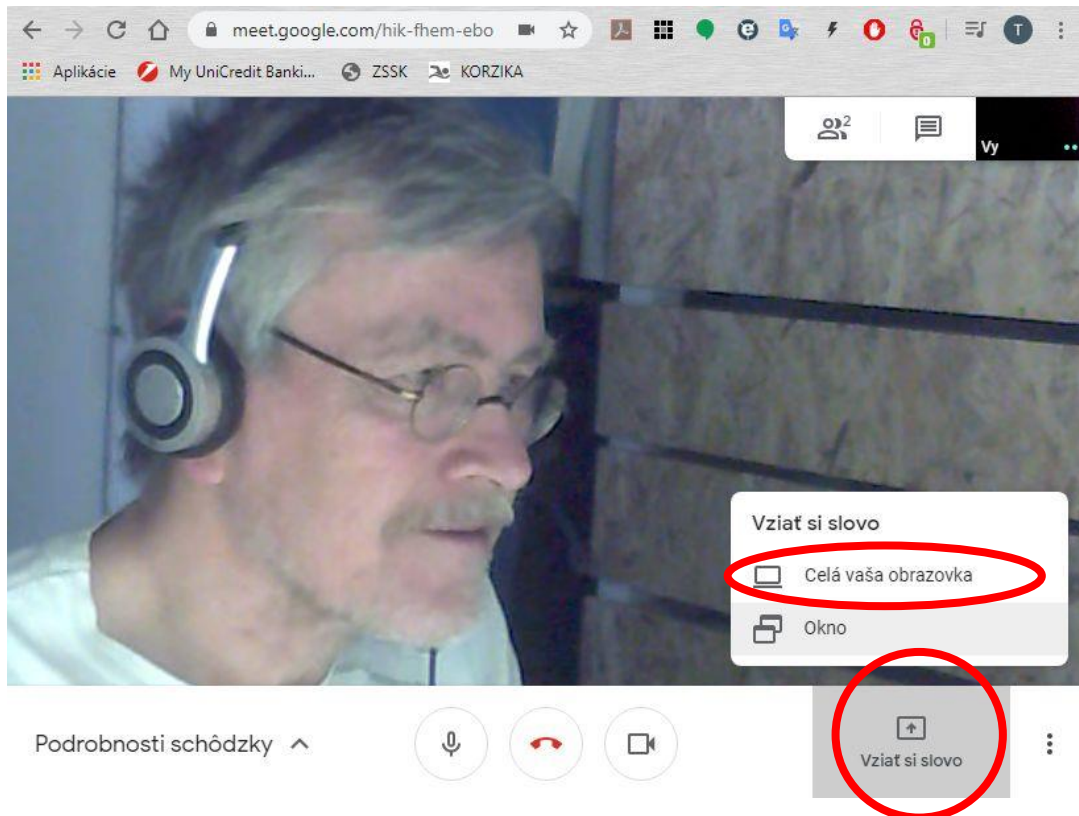 meet.google.com/hik-fhem-ebo
T
0
Aplikácie My UniCredit Banki... ZSSK KORZIKA
2
Vy
Vziať si slovo
Celá vaša obrazovka
Okno
Podrobnosti schôdzky
Vziať si slovo